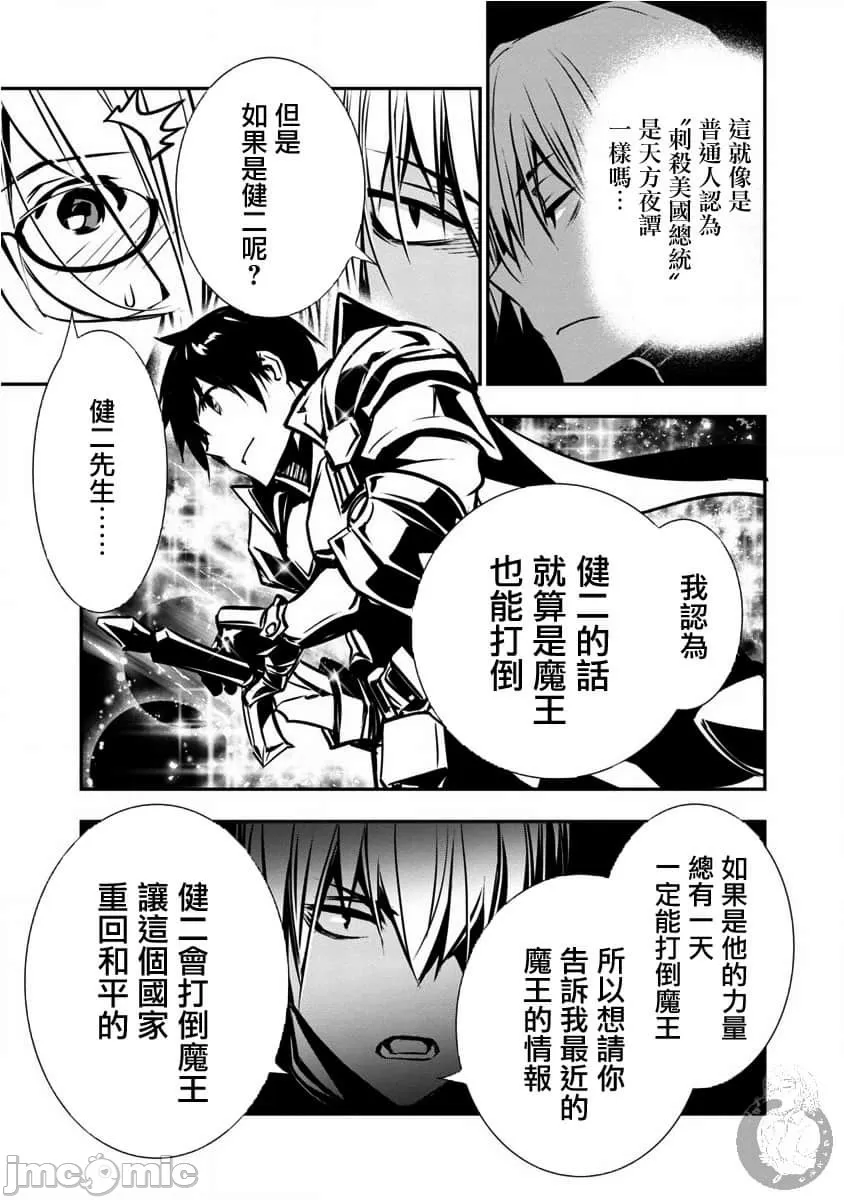 這就像是
普通人認為
〝刺殺美國總統〞
是天方夜譚
一樣嗎…
但是
如果是健二呢?
健二先生……
我認為
健二的話
就算是魔王
也能打倒
如果是他的力量
總有一天
一定能打倒魔王
所以想請你
告訴我最近的
魔王的情報
健二會打倒魔王
讓這個國家
重回和平的
jmcomic